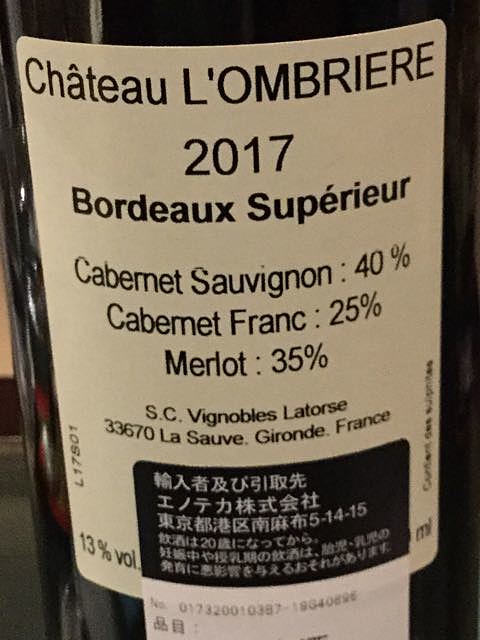 Château L'OMBRIERE
2017
Bordeaux Supérieur
Cabernet Sauvignon : 40 %
Cabernet Franc : 25%
Merlot : 35%
S.C. Vignobles Latorse
33670 La Sauve. Gironde. France
L17S01
Contient des sulphites
13 % vol.
ml
輸入者及び引取先
エノテカ株式会社
東京都港区南麻布5-14-15
飲酒は20歳になってから。
妊娠中や授乳期の飲酒は、胎児・乳児の
発育に悪影響を与えるおそれがあります。
No. 017320010387-19G40896
品目：